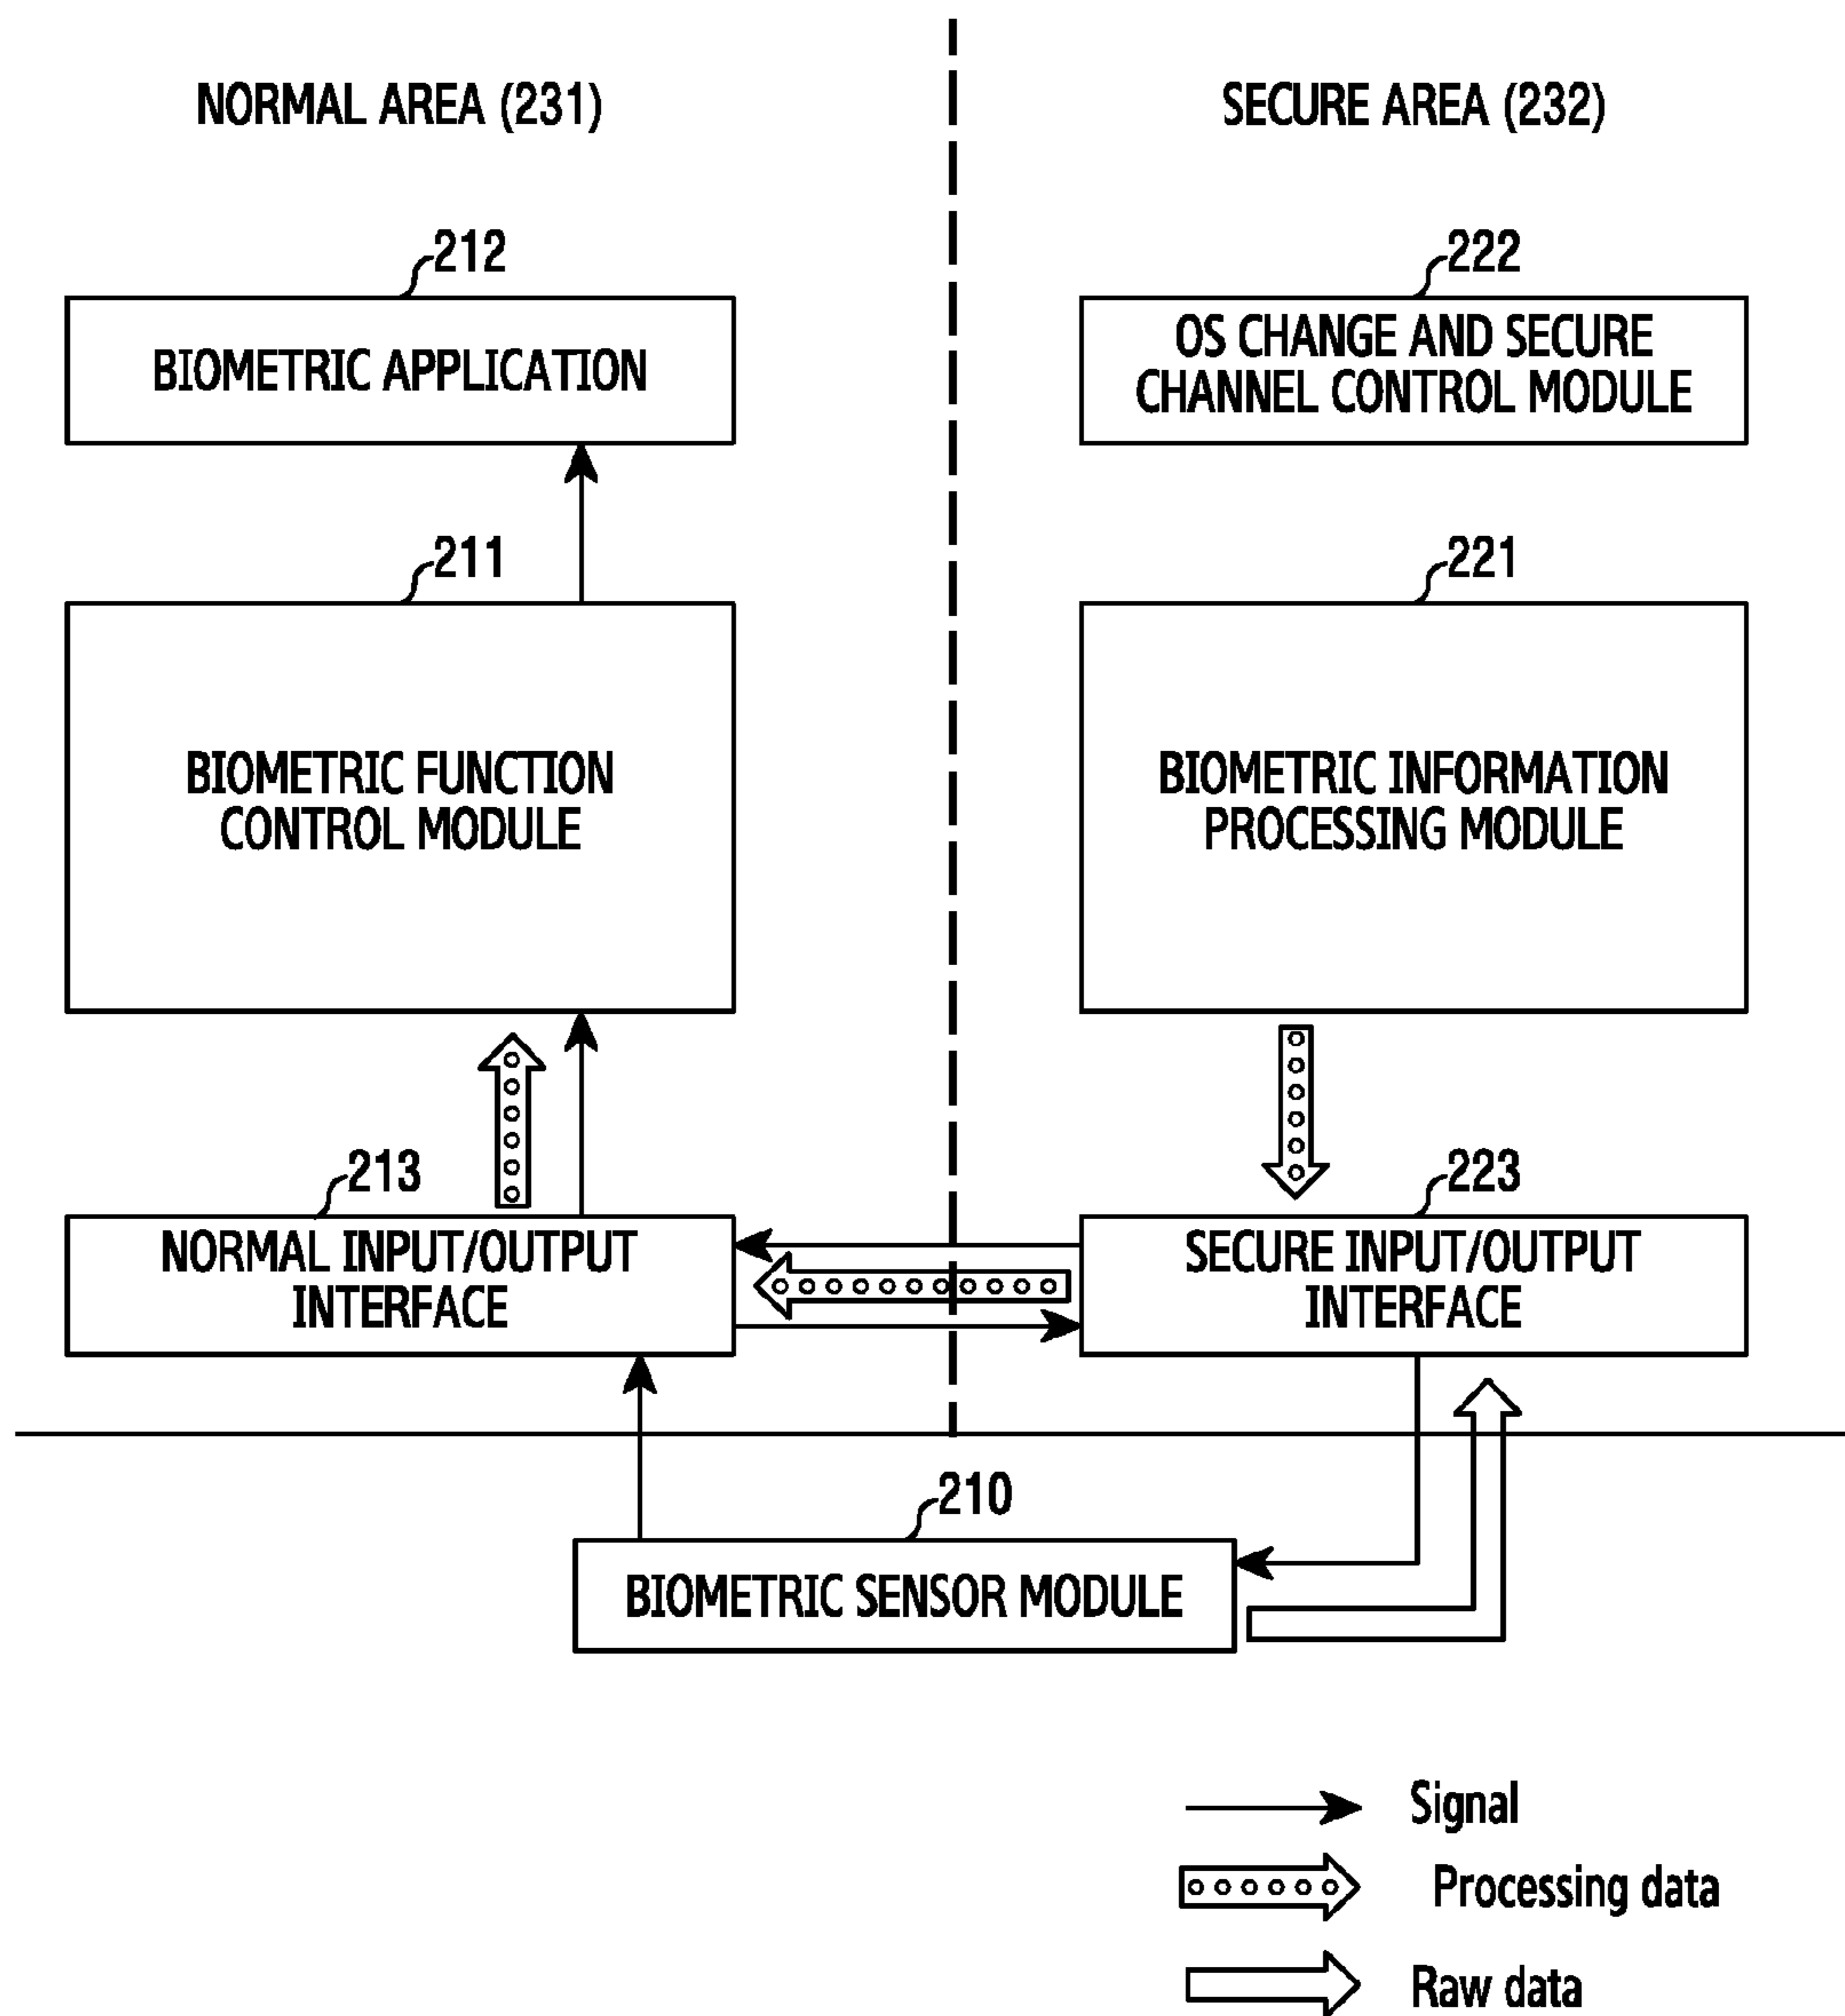 NORMAL AREA (231)
SECURE AREA (232)
212
BIOMETRIC APPLICATION
222
OS CHANGE AND SECURE
CHANNEL CONTROL MODULE
211
BIOMETRIC FUNCTION
CONTROL MODULE
221
BIOMETRIC INFORMATION
PROCESSING MODULE
213
NORMAL INPUT/OUTPUT
INTERFACE
223
SECURE INPUT/OUTPUT
INTERFACE
210
BIOMETRIC SENSOR MODULE
Signal
Processing data
Raw data